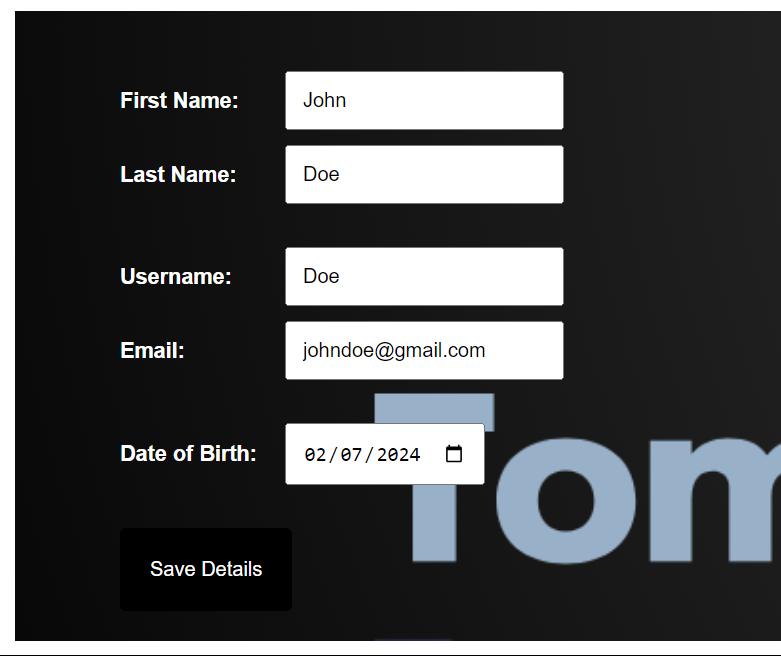 First Name: John
Last Name: Doe
Username: Doe
Email: johndoe@gmail.com
Date of Birth: 02/07/2024
Tom
Save Details